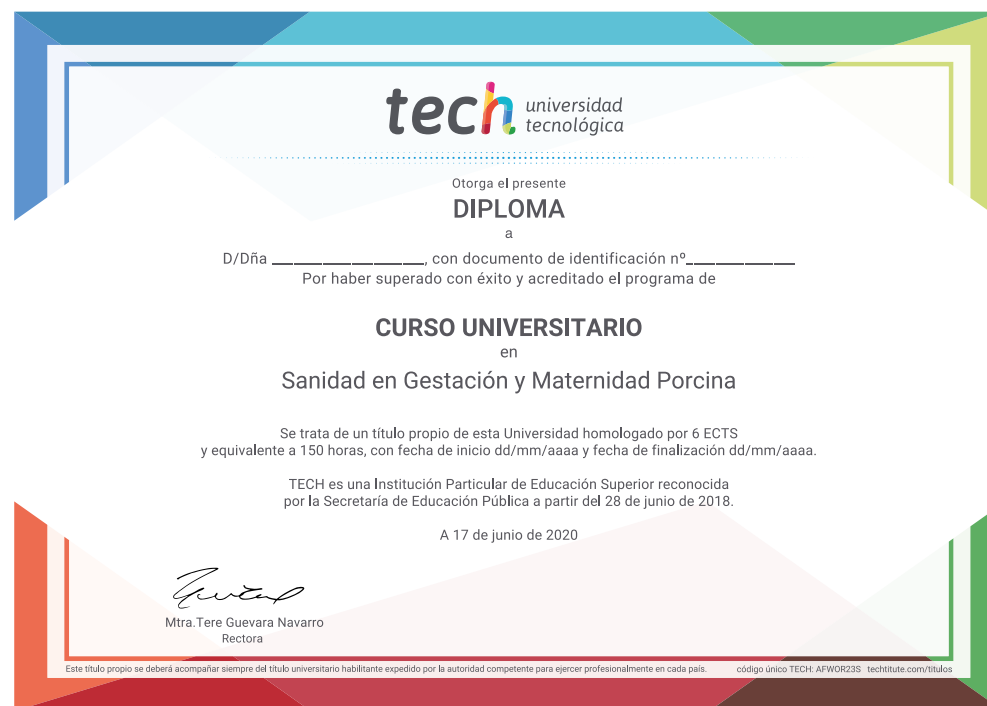 tech universidad
tecnológica
Otorga el presente
DIPLOMA
a
D/Dña _________________, con documento de identificación nº____________
Por haber superado con éxito y acreditado el programa de
CURSO UNIVERSITARIO
en
Sanidad en Gestación y Maternidad Porcina
Se trata de un título propio de esta Universidad homologado por 6 ECTS
y equivalente a 150 horas, con fecha de inicio dd/mm/aaaa y fecha de finalización dd/mm/aaaa.
TECH es una Institución Particular de Educación Superior reconocida
por la Secretaría de Educación Pública a partir del 28 de junio de 2018.
A 17 de junio de 2020
Mtra.Tere Guevara Navarro
Rectora
Este título propio se deberá acompañar siempre del título universitario habilitante expedido por la autoridad competente para ejercer profesionalmente en cada país. código único TECH: AFWOR23S techtitute.com/titulos